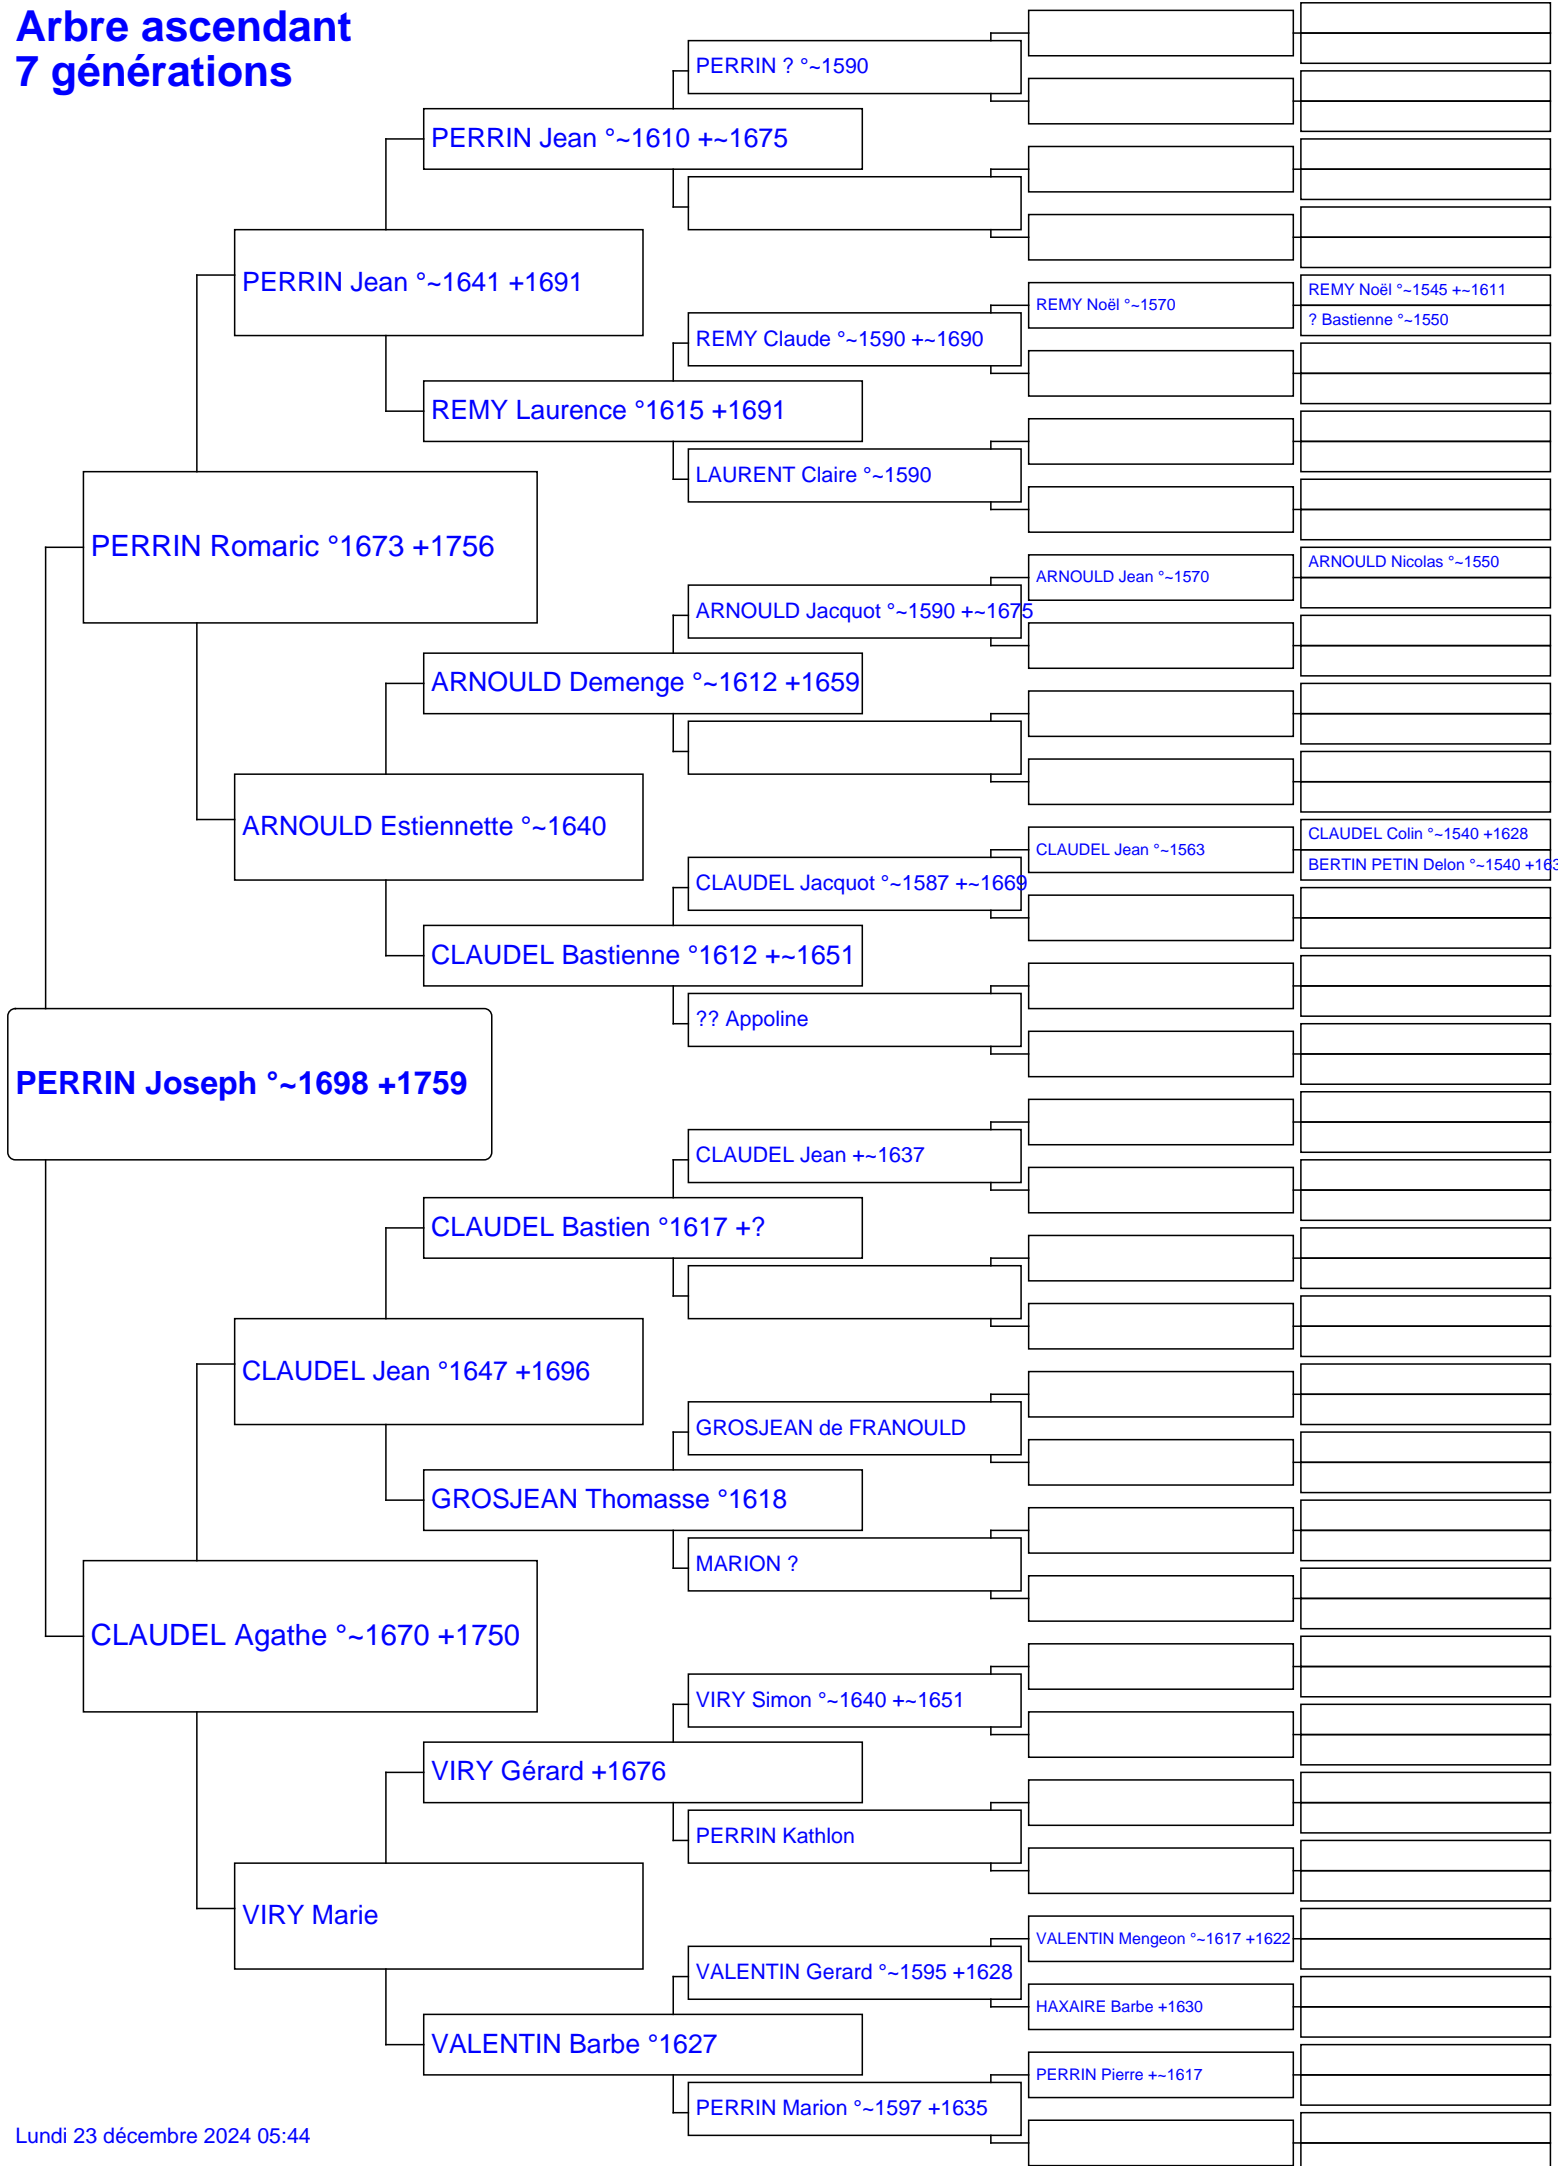 Arbre ascendant
7 générations
PERRIN ? °~1590
PERRIN Jean °~1610 +~1675
PERRIN Jean °~1641 +1691
REMY Noël °~1545 +~1611
REMY Noël °~1570
? Bastienne °~1550
REMY Claude °~1590 +~1690
REMY Laurence °1615 +1691
LAURENT Claire °~1590
PERRIN Romaric °1673 +1756
ARNOULD Nicolas °~1550
ARNOULD Jean °~1570
ARNOULD Jacquot °~1590 +~1675
ARNOULD Demenge °~1612 +1659
ARNOULD Estiennette °~1640
CLAUDEL Colin °~1540 +1628
CLAUDEL Jean °~1563
BERTIN PETIN Delon °~1540 +163
CLAUDEL Jacquot °~1587 +~1669
CLAUDEL Bastienne °1612 +~1651
?? Appoline
PERRIN Joseph °~1698 +1759
CLAUDEL Jean +~1637
CLAUDEL Bastien °1617 +?
CLAUDEL Jean °1647 +1696
GROSJEAN de FRANOULD
GROSJEAN Thomasse °1618
MARION ?
CLAUDEL Agathe °~1670 +1750
VIRY Simon °~1640 +~1651
VIRY Gérard +1676
PERRIN Kathlon
VIRY Marie
VALENTIN Mengeon °~1617 +1622
VALENTIN Gerard °~1595 +1628
HAXAIRE Barbe +1630
VALENTIN Barbe °1627
PERRIN Pierre +~1617
PERRIN Marion °~1597 +1635
Lundi 23 décembre 2024 05:44